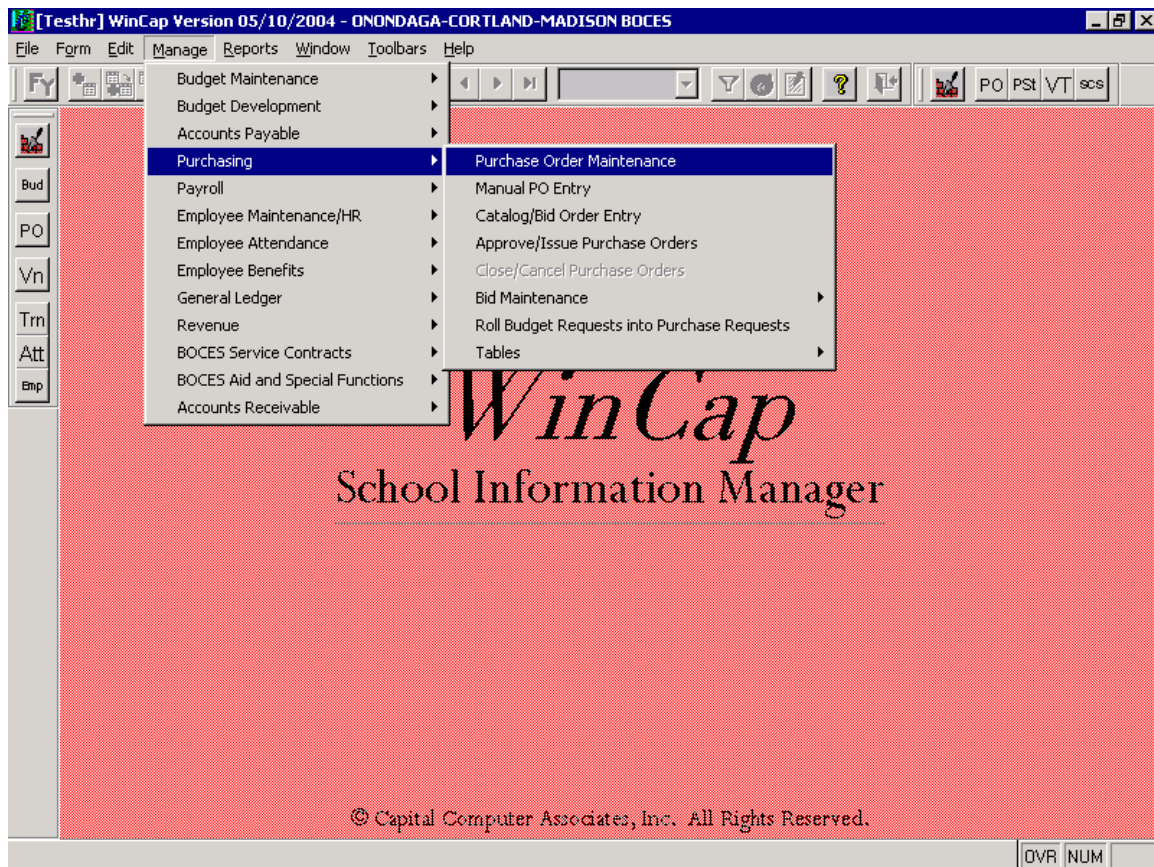 [Testhr] WinCap Version 05/10/2004 - ONONDAGA-CORTLAND-MADISON BOCES
File Form Edit Manage Reports Window Toolbars Help
FY PO PSt VT scs
Budget Maintenance
Budget Development
Accounts Payable
Purchasing
Payroll
Employee Maintenance/HR
Employee Attendance
Employee Benefits
General Ledger
Revenue
BOCES Service Contracts
BOCES Aid and Special Functions
Accounts Receivable
Purchase Order Maintenance
Manual PO Entry
Catalog/Bid Order Entry
Approve/Issue Purchase Orders
Close/Cancel Purchase Orders
Bid Maintenance
Roll Budget Requests into Purchase Requests
Tables
Bud
PO
Vn
Trn
Att
Emp
WinCap
School Information Manager
© Capital Computer Associates, Inc. All Rights Reserved.
OVR NUM